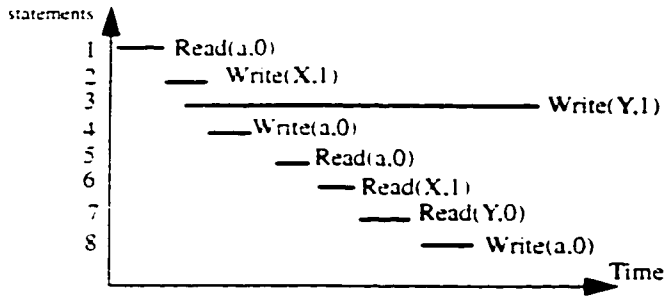 statements
1 Read(a,0)
2 Write(X,1)
3 Write(Y,1)
4 Write(a,0)
5 Read(a,0)
6 Read(X,1)
7 Read(Y,0)
8 Write(a,0)
Time